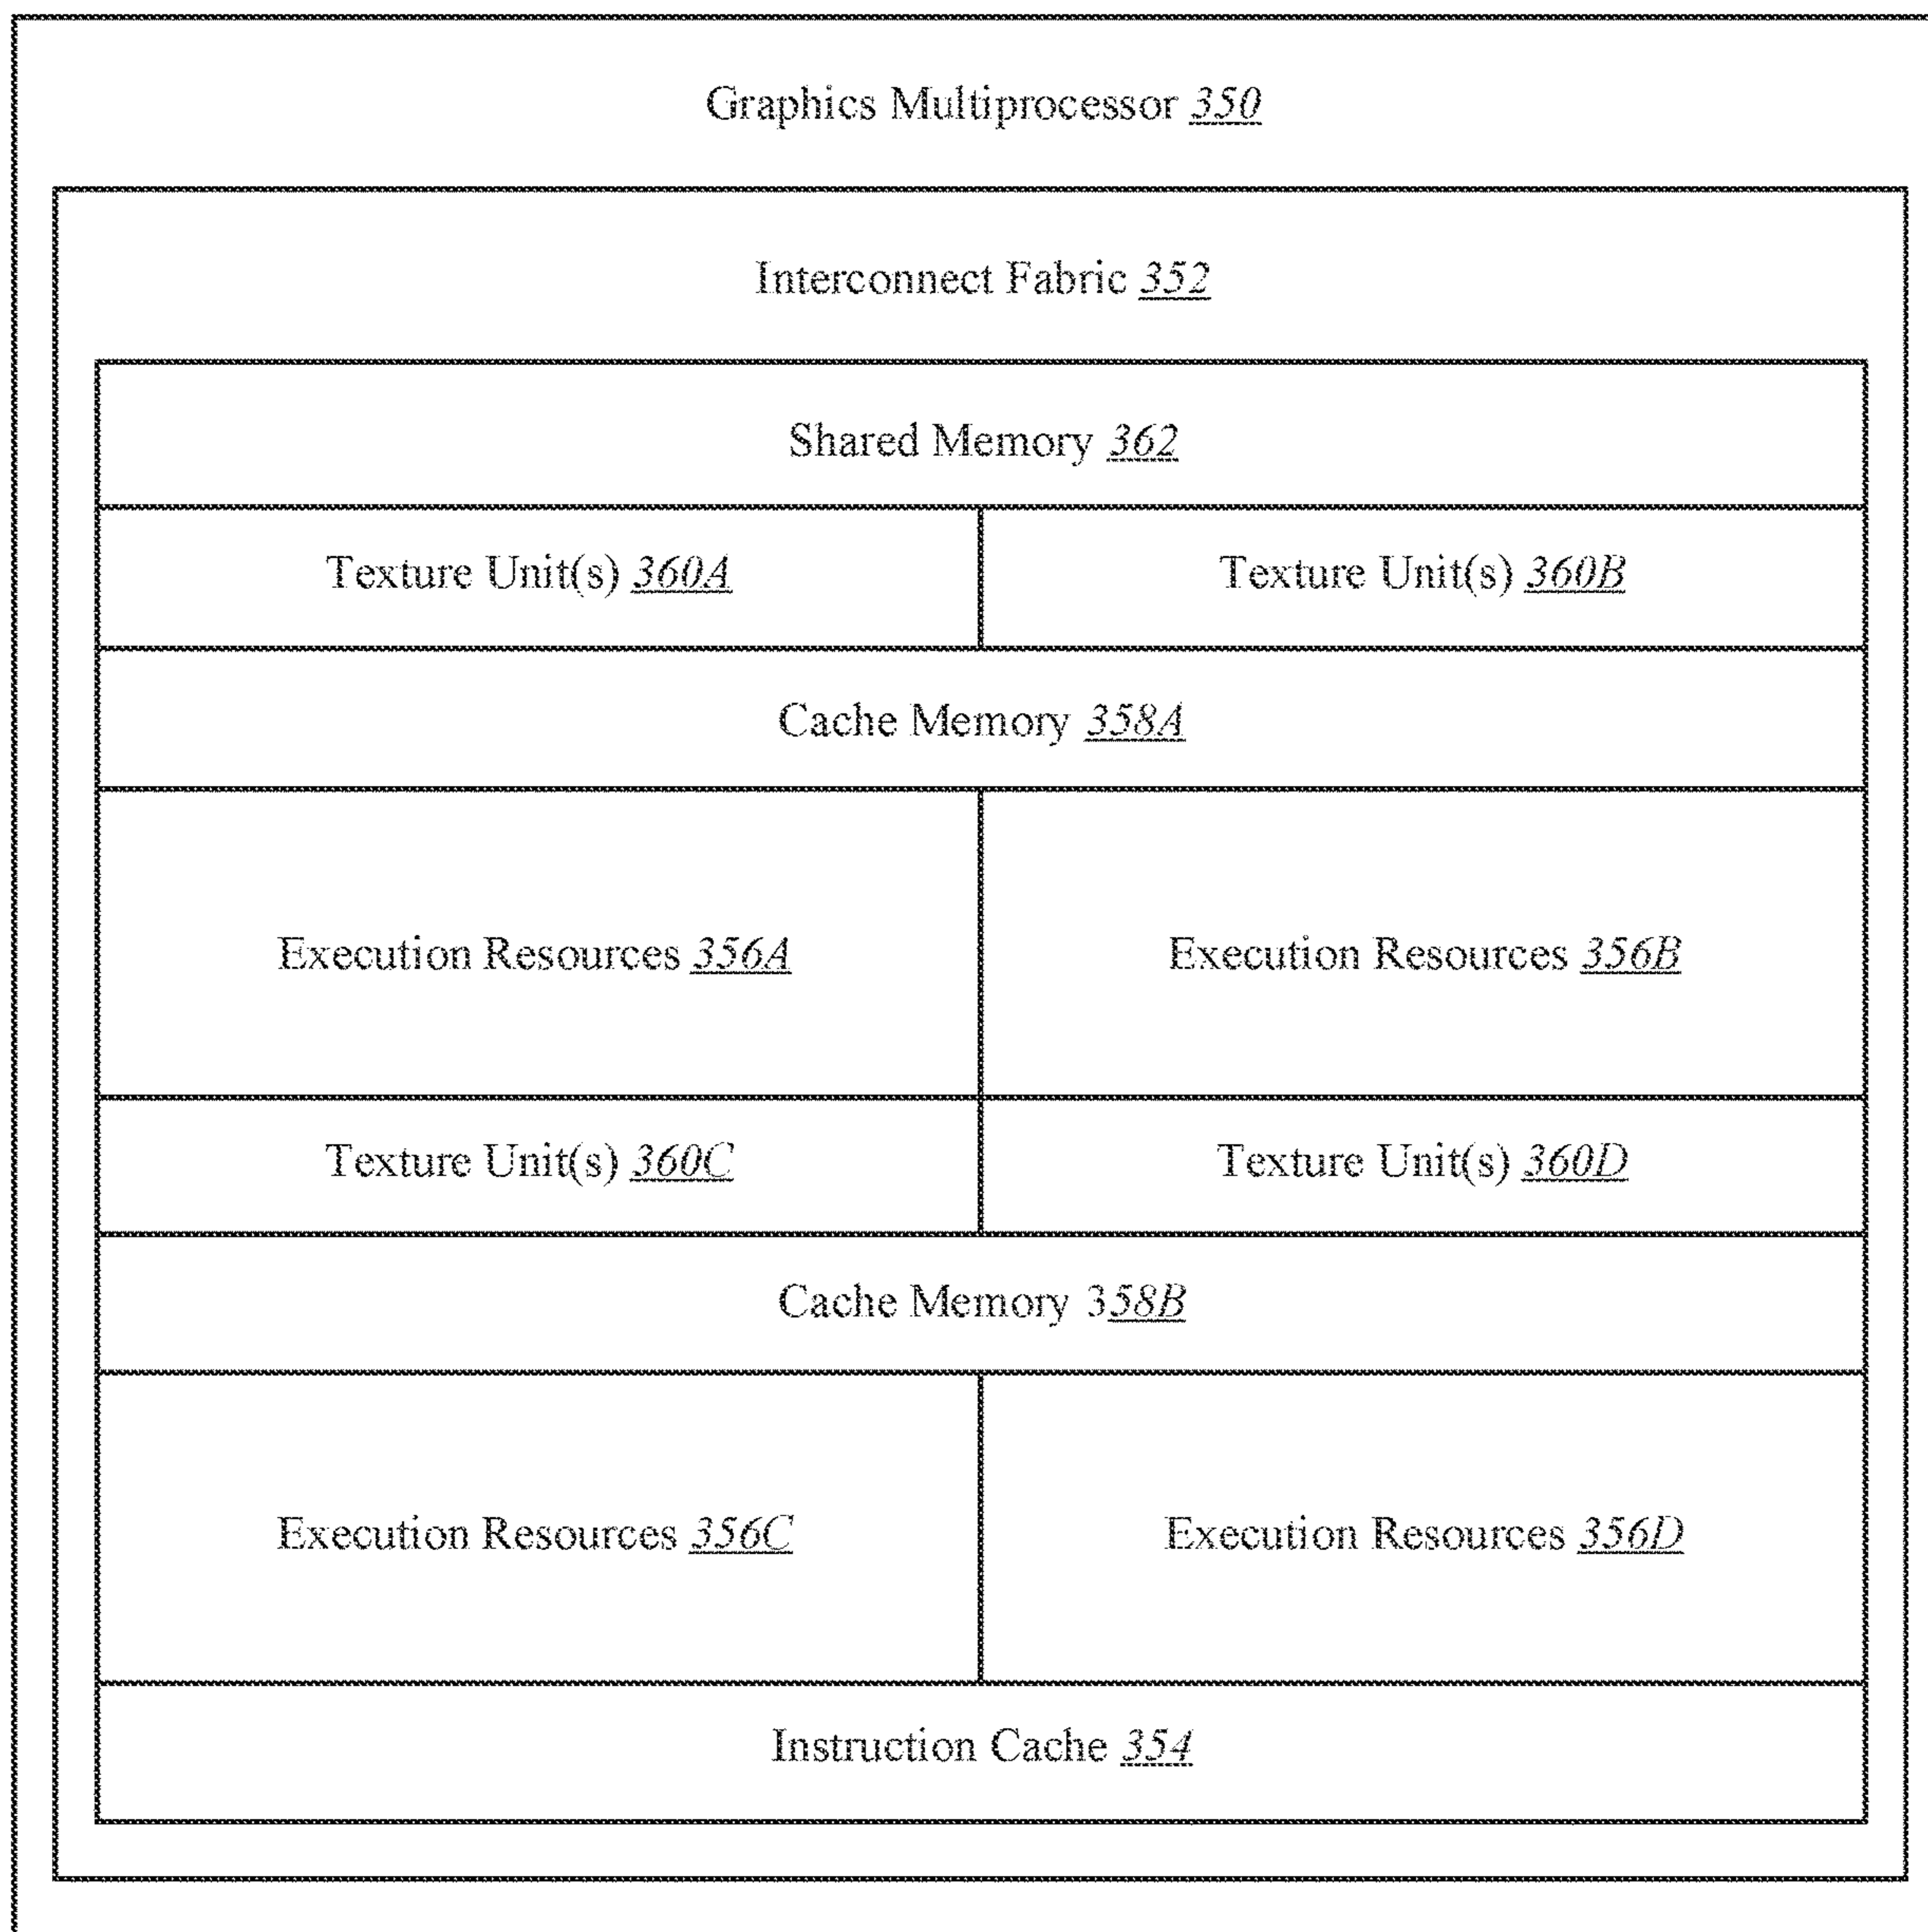 Graphics Multiprocessor 350
Interconnect Fabric 352
Shared Memory 362
Texture Unit(s) 360A
Texture Unit(s) 360B
Cache Memory 358A
Execution Resources 356A
Execution Resources 356B
Texture Unit(s) 360C
Texture Unit(s) 360D
Cache Memory 358B
Execution Resources 356C
Execution Resources 356D
Instruction Cache 354